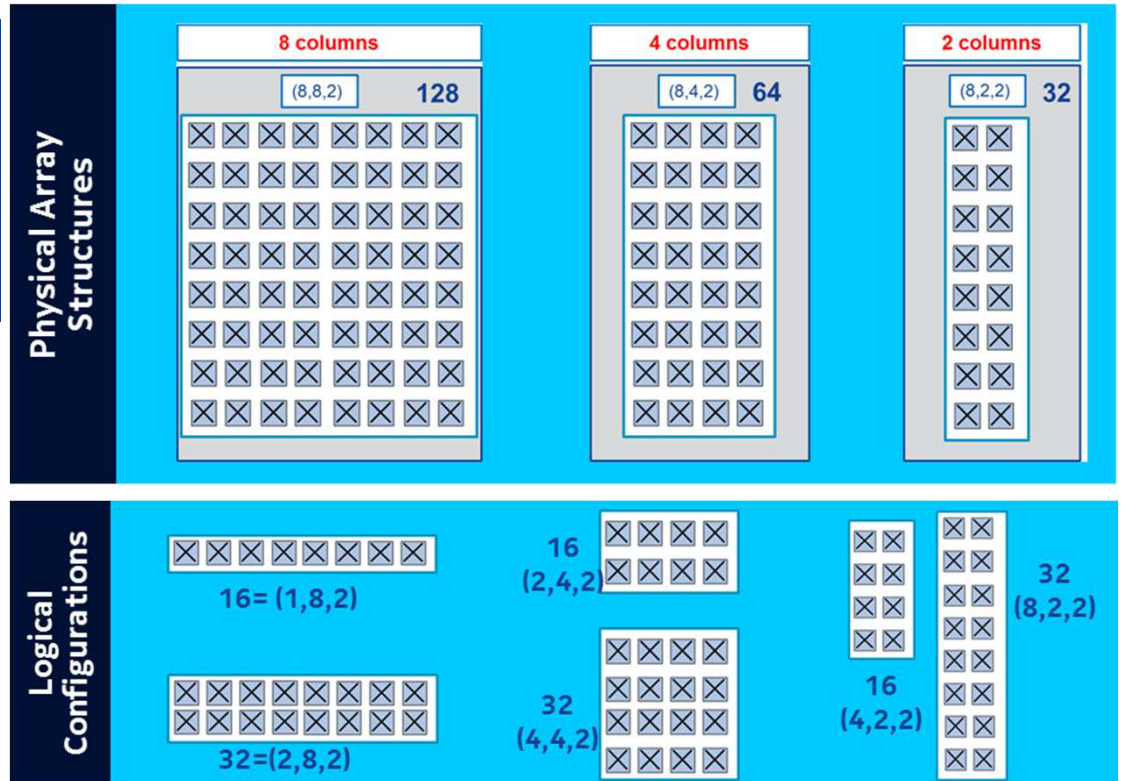 Physical Array
Structures
8 columns
(8,8,2)
128
4 columns
(8,4,2)
64
2 columns
(8,2,2)
32
Logical
Configurations
16= (1,8,2)
32=(2,8,2)
16
(2,4,2)
32
(4,4,2)
16
(4,2,2)
32
(8,2,2)